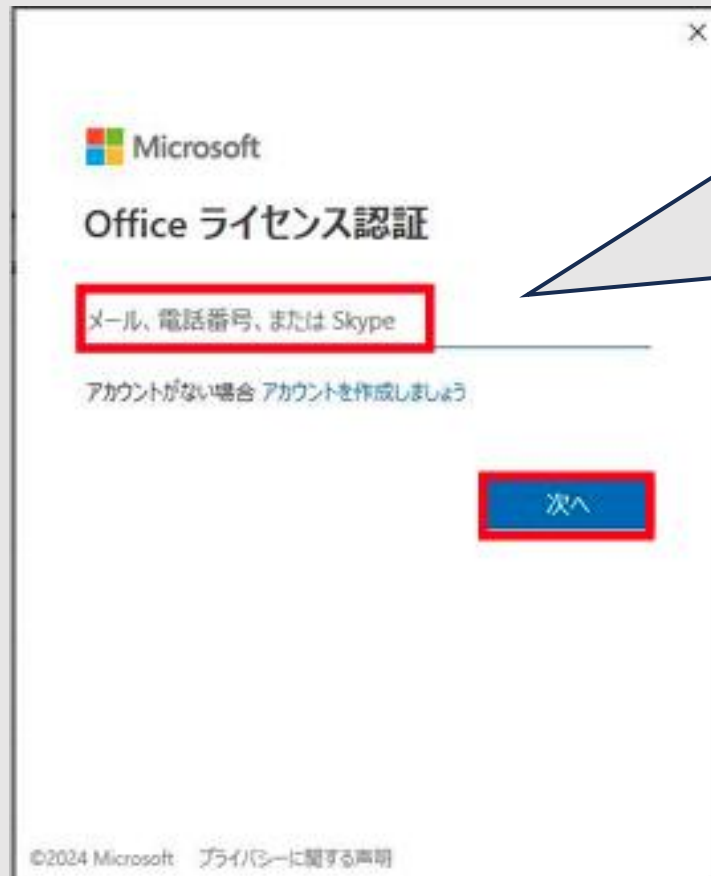 Microsoft
Office ライセンス認証
メール、電話番号、または Skype
アカウントがない場合 アカウントを作成しましょう
次へ
©2024 Microsoft プライバシーに関する声明